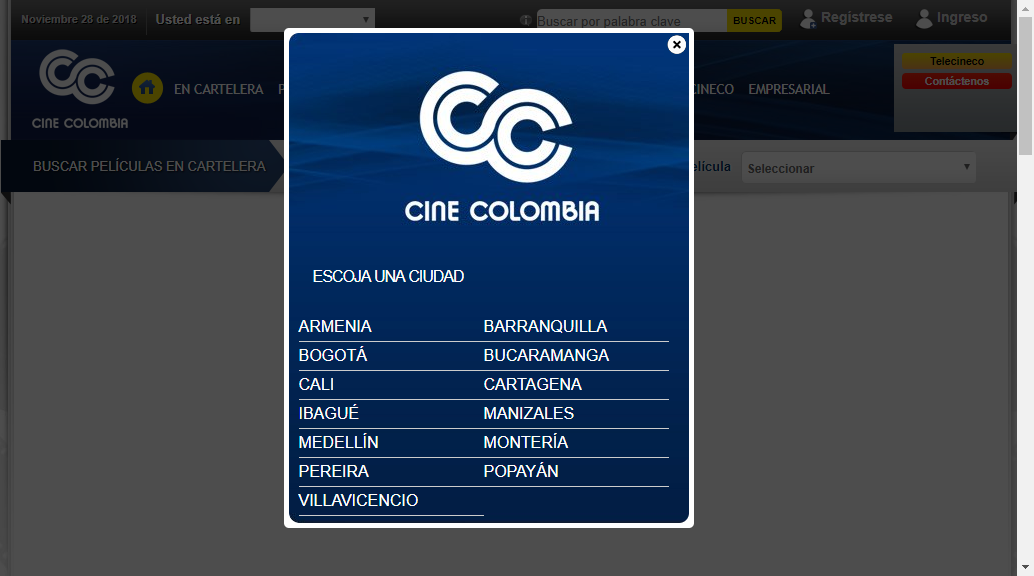 Noviembre 28 de 2018
Usted está en
Buscar por palabra clave
BUSCAR
Regístrese
Ingreso
CINE COLOMBIA
EN CARTELERA
CINECO
EMPRESARIAL
Telecineco
Contáctenos
BUSCAR PELÍCULAS EN CARTELERA
elícula
Seleccionar
CINE COLOMBIA
ESCOJA UNA CIUDAD
ARMENIA
BARRANQUILLA
BOGOTÁ
BUCARAMANGA
CALI
CARTAGENA
IBAGUÉ
MANIZALES
MEDELLÍN
MONTERÍA
PEREIRA
POPAYÁN
VILLAVICENCIO